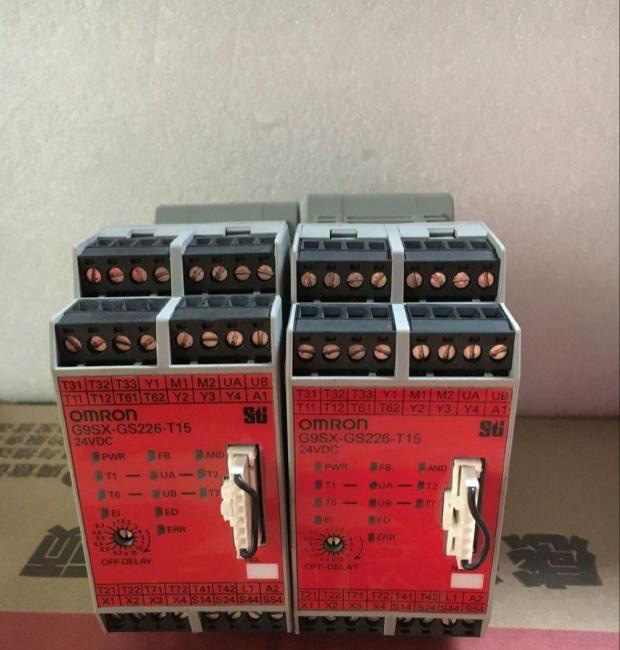 T31 T32 T33 Y1 M1 M2 UA UB
T11 T12 T61 T62 Y2 Y3 Y4 A1
OMRON
STI
G9SX-GS226-T15
24VDC
PWR FB AND
T1 UA T2
T6 UB T7
EI ED
ERR
OFF-DELAY
NO.
T21 T22 T71 T72 T41 T42 L1 A2
X1 X2 X3 X4 S14 S24 S44 S54
T31 T32 T33 Y1 M1 M2 UA UB
T11 T12 T61 T62 Y2 Y3 Y4 A1
OMRON
STI
G9SX-GS226-T15
24VDC
PWR FB AND
T1 UA T2
T6 UB T7
EI ED
ERR
OFF-DELAY
T21 T22 T71 T72 T41 T42 L1 A2
X1 X2 X3 X4 S14 S24 S44 S54